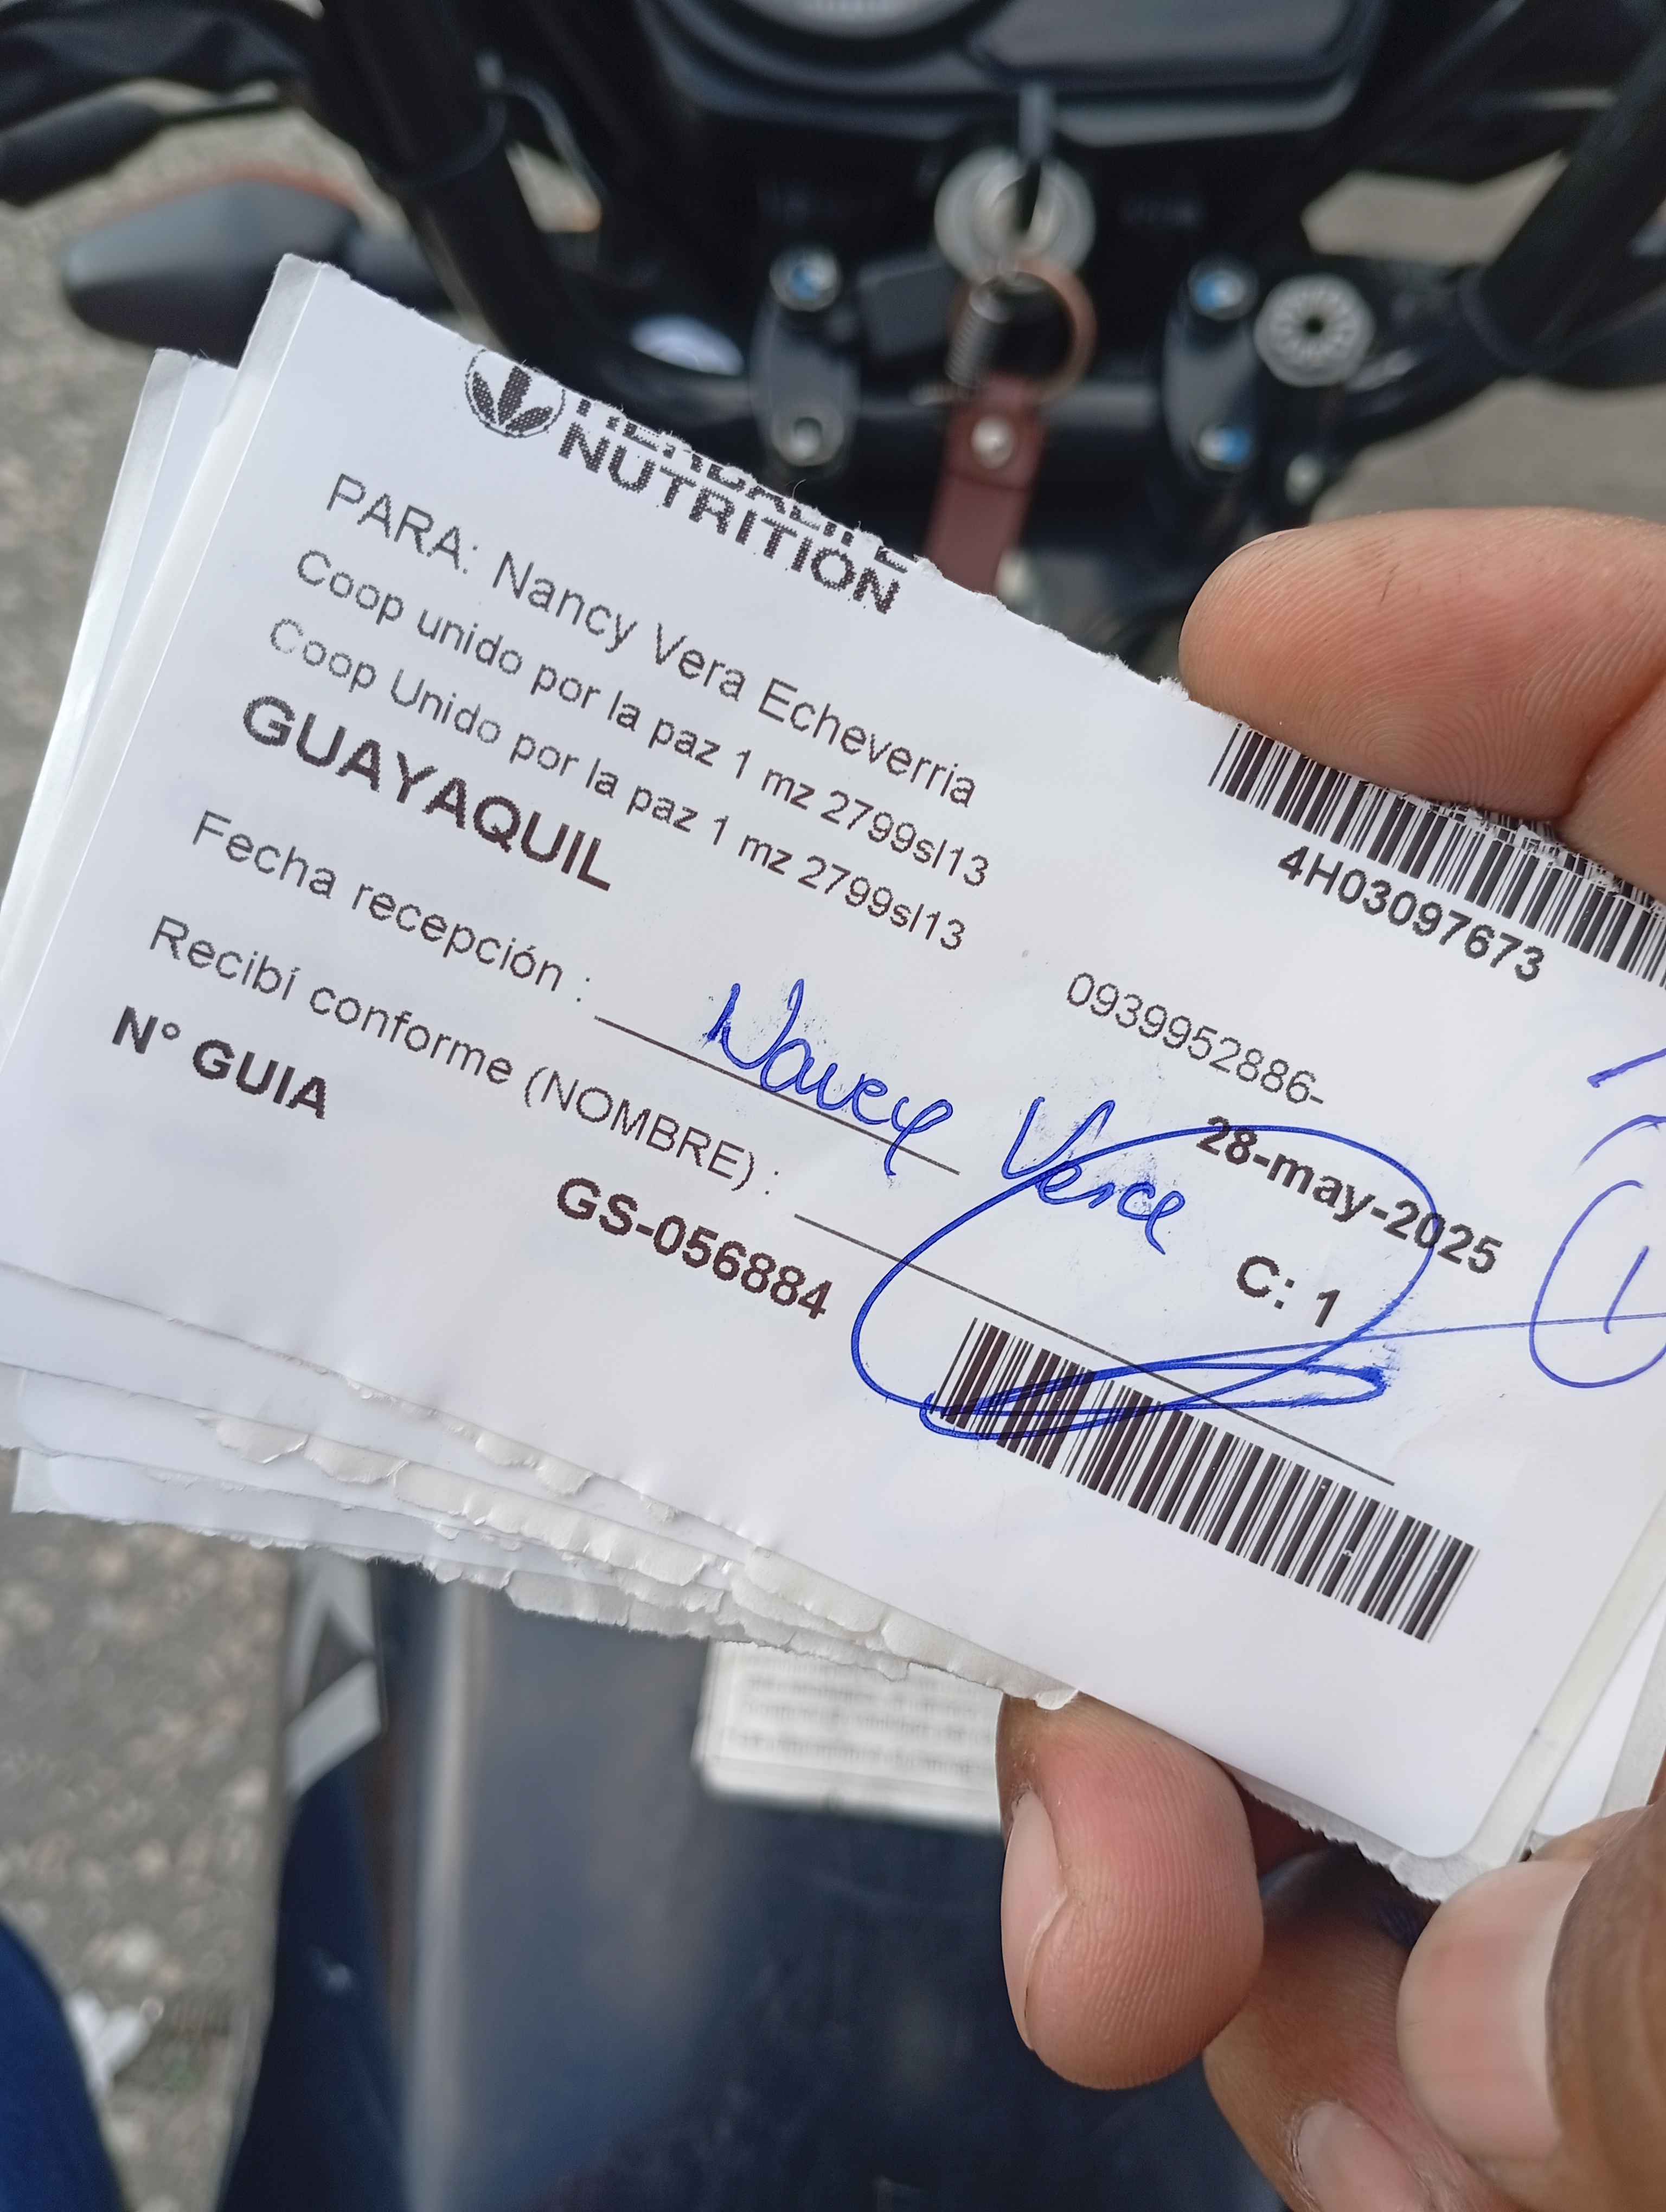 HERBALIFE
NUTRITION
PARA: Nancy Vera Echeverria
Coop unido por la paz 1 mz 2799sl13
Coop Unido por la paz 1 mz 2799sl13
GUAYAQUIL
4H03097673
0939952886-
Fecha recepción :
Nancy Vera
28-may-2025
Recibí conforme (NOMBRE) :
C: 1
1
N° GUIA
GS-056884